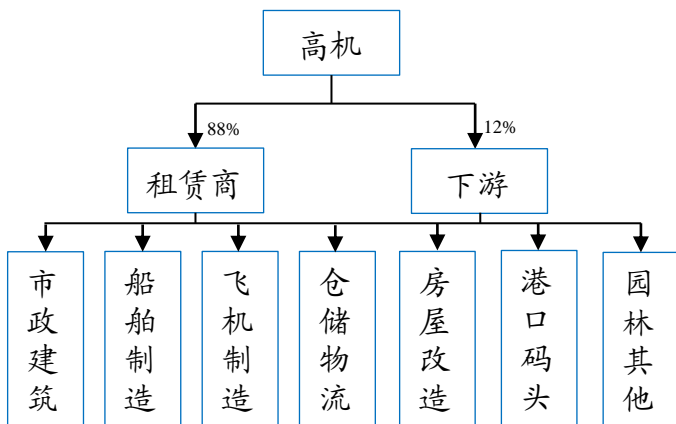 高机
88%
12%
租赁商
下游
市政建筑
船舶制造
飞机制造
仓储物流
房屋改造
港口码头
园林其他